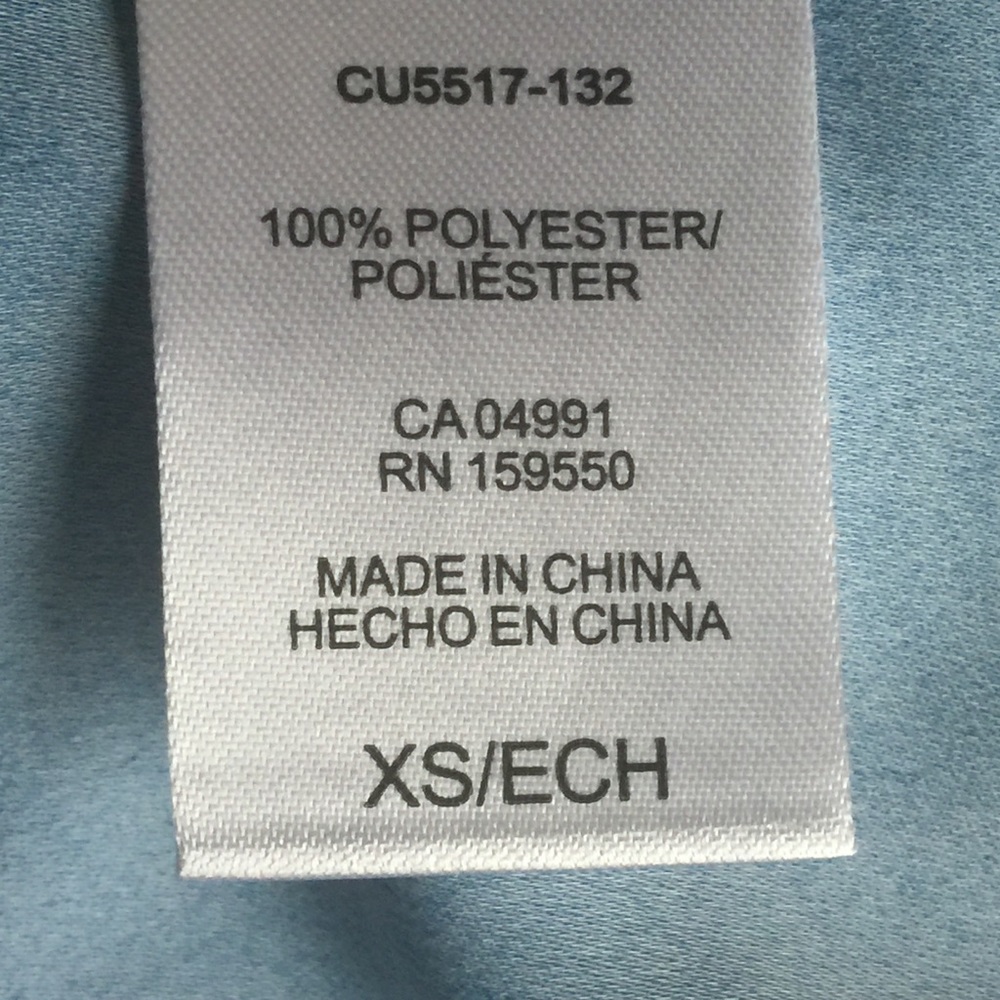 CU5517-132
100% POLYESTER/
POLIÉSTER
CA 04991
RN 159550
MADE IN CHINA
HECHO EN CHINA
XS/ECH